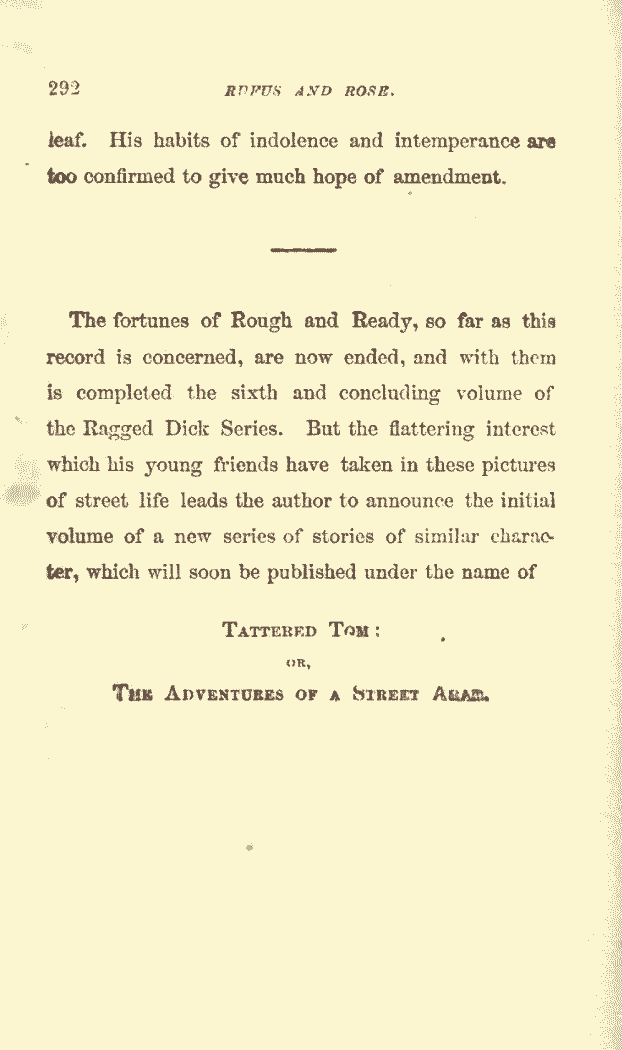 292 RUFUS AND ROSE.
leaf. His habits of indolence and intemperance are
too confirmed to give much hope of amendment.
The fortunes of Rough and Ready, so far as this
record is concerned, are now ended, and with them
is completed the sixth and concluding volume of
the Ragged Dick Series. But the flattering interest
which his young friends have taken in these pictures
of street life leads the author to announce the initial
volume of a new series of stories of similar charac-
ter, which will soon be published under the name of
TATTERED TOM:
OR,
THE ADVENTURES OF A STREET ARAB.